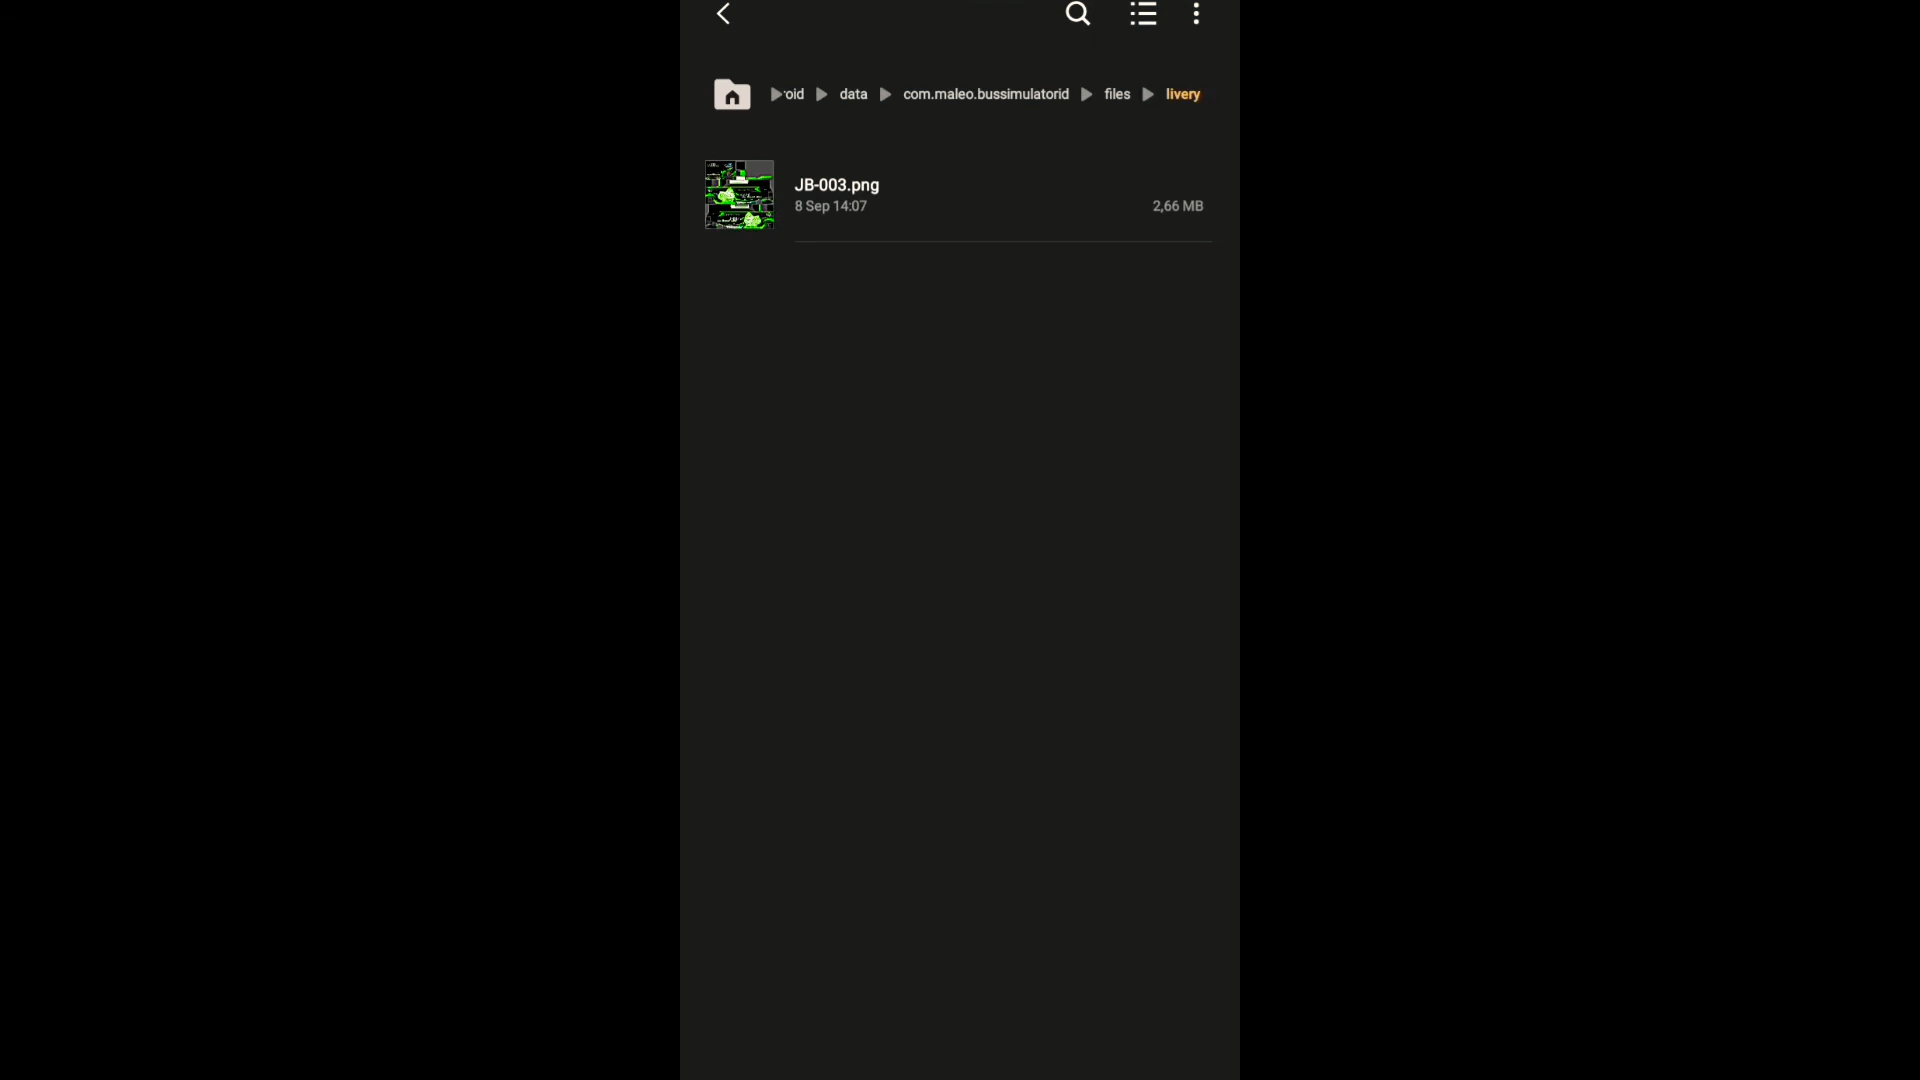 oid data com.maleo.bussimulatorid files livery
JB-003.png
8 Sep 14:07 2,66 MB